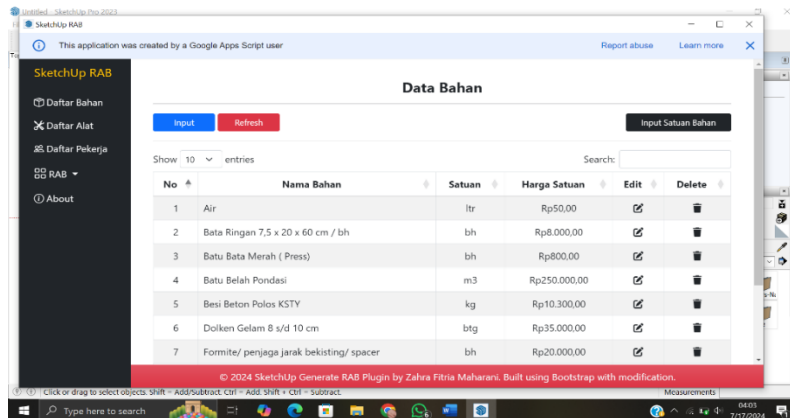 Untitled - SketchUp Pro 2023
SketchUp RAB
This application was created by a Google Apps Script user
Report abuse
Learn more
SketchUp RAB
Daftar Bahan
Daftar Alat
Daftar Pekerja
RAB
About
Data Bahan
Input
Refresh
Input Satuan Bahan
Show 10 entries
Search:
No Nama Bahan Satuan Harga Satuan Edit Delete
1 Air ltr Rp50,00
2 Bata Ringan 7,5 x 20 x 60 cm / bh bh Rp8.000,00
3 Batu Bata Merah ( Press) bh Rp800,00
4 Batu Belah Pondasi m3 Rp250.000,00
5 Besi Beton Polos KSTY kg Rp10.300,00
6 Dolken Gelam 8 s/d 10 cm btg Rp35.000,00
7 Formite/ penjaga jarak bekisting/ spacer bh Rp20.000,00
© 2024 SketchUp Generate RAB Plugin by Zahra Fitria Maharani. Built using Bootstrap with modification.
Click or drag to select objects. Shift = Add/Subtract. Ctrl = Add. Shift + Ctrl = Subtract.
Measurements
Type here to search
04:03
7/17/2024